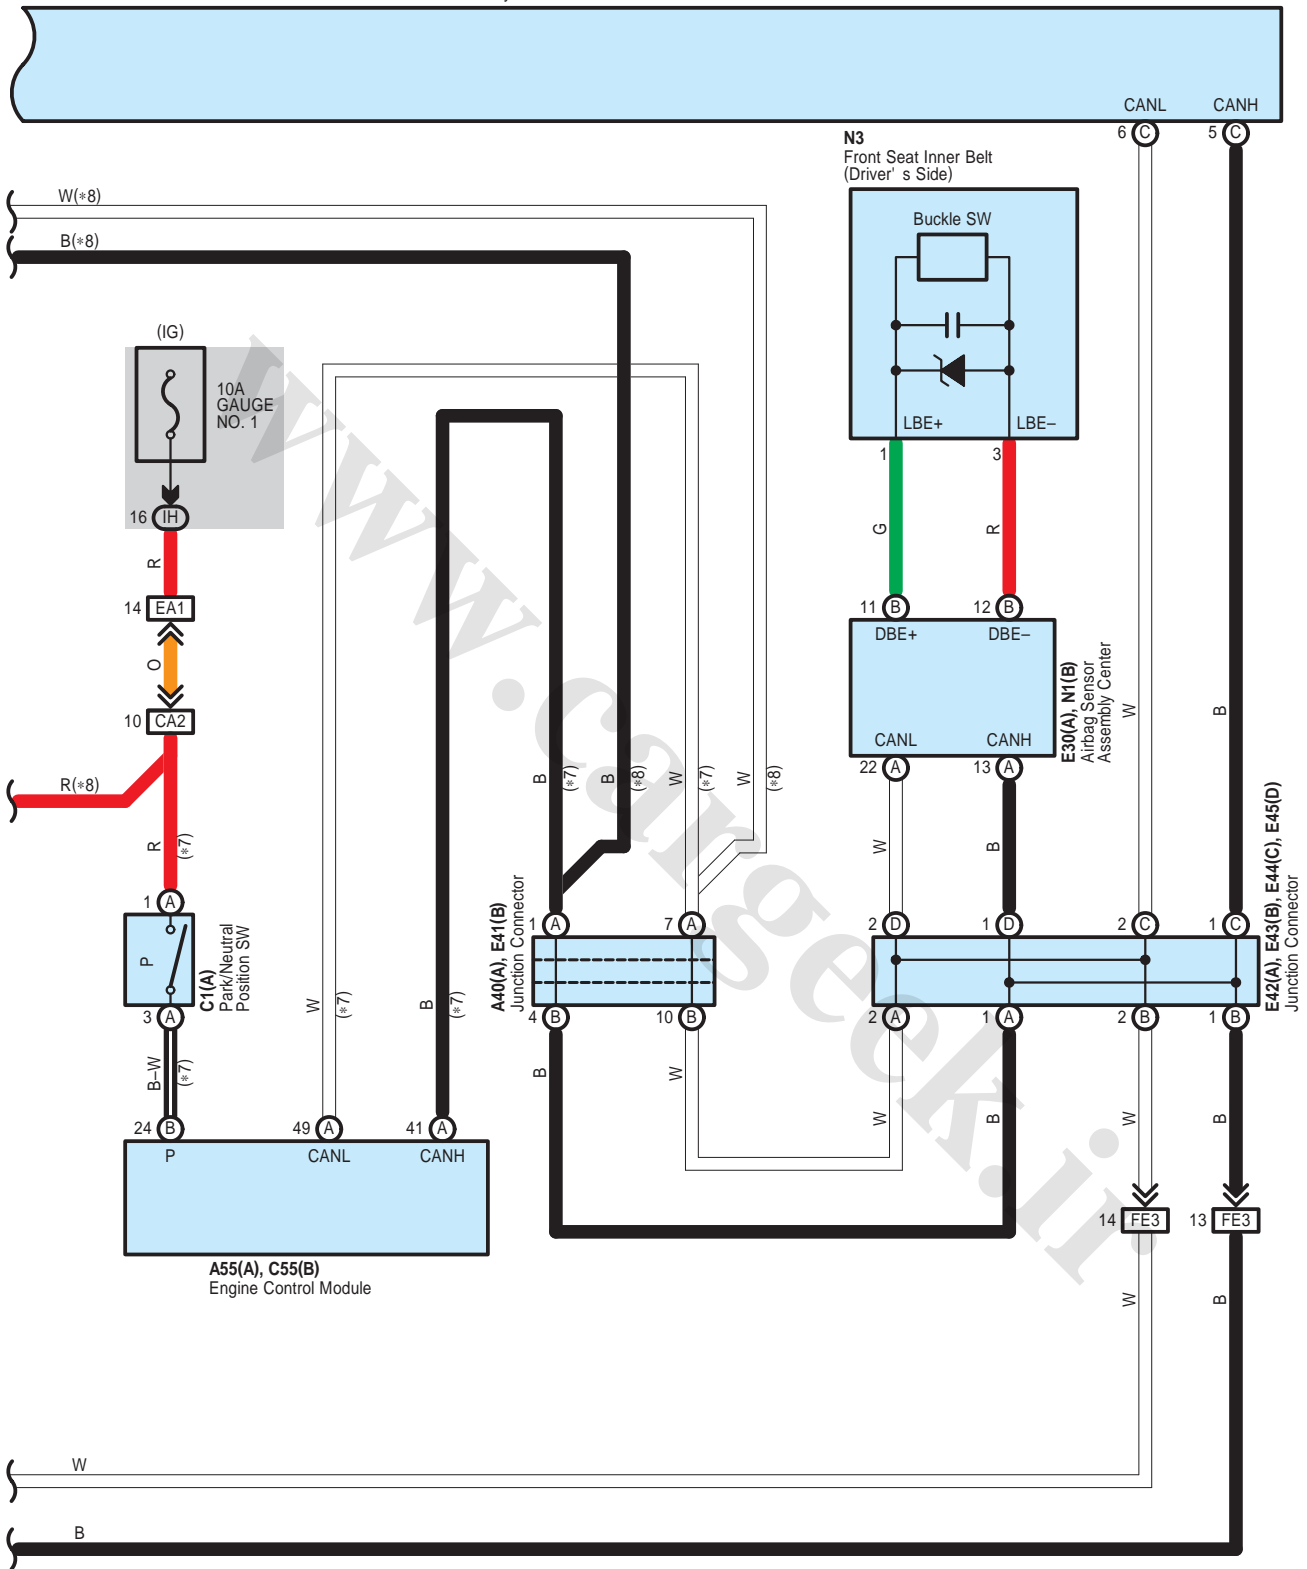 CANL
CANH
6 C
5 C
N3
Front Seat Inner Belt
(Driver' s Side)
W(*8)
B(*8)
Buckle SW
(IG)
10A
GAUGE
NO. 1
LBE+
LBE–
1
3
16 IH
R
G
R
14 EA1
11 B
12 B
DBE+
DBE–
O
10 CA2
E30(A), N1(B)
Airbag Sensor
Assembly Center
W
B
CANL
CANH
22 A
13 A
R(*8)
B
(*7)
B
(*8)
W
(*7)
W
(*8)
R
(*7)
W
B
1 A
1 A
7 A
2 D
1 D
2 C
1 C
P
C1(A)
Park/Neutral
Position SW
A40(A), E41(B)
Junction Connector
E42(A), E43(B), E44(C), E45(D)
Junction Connector
W
(*7)
B
(*7)
3 A
4 B
10 B
2 A
1 A
2 B
1 B
B–W
(*7)
B
W
W
B
W
B
24 B
49 A
41 A
P
CANL
CANH
14 FE3
13 FE3
A55(A), C55(B)
Engine Control Module
W
B
W
B
www.cargeek.ir